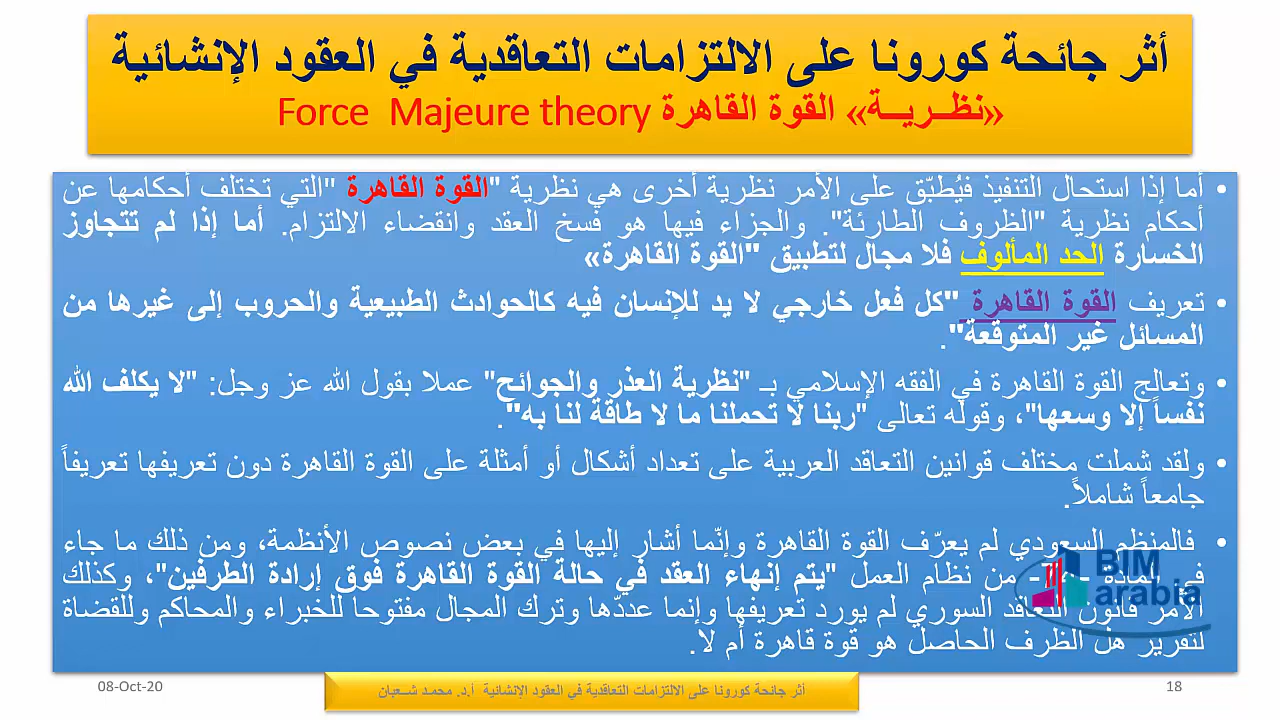 أثر جائحة كورونا على الالتزامات التعاقدية في العقود الإنشائية
«نظـريــة» القوة القاهرة Force Majeure theory
• أما إذا استحال التنفيذ فيُطبّق على الأمر نظرية أخرى هي نظرية "القوة القاهرة "التي تختلف أحكامها عن
أحكام نظرية "الظروف الطارئة". والجزاء فيها هو فسخ العقد وانقضاء الالتزام. أما إذا لم تتجاوز
الخسارة الحد المألوف فلا مجال لتطبيق "القوة القاهرة»
• تعريف القوة القاهرة "كل فعل خارجي لا يد للإنسان فيه كالحوادث الطبيعية والحروب إلى غيرها من
المسائل غير المتوقعة".
• وتعالج القوة القاهرة في الفقه الإسلامي بـ "نظرية العذر والجوائح" عملا بقول الله عز وجل: "لا يكلف الله
نفساً إلا وسعها"، وقوله تعالى "ربنا لا تحملنا ما لا طاقة لنا به".
• ولقد شملت مختلف قوانين التعاقد العربية على تعداد أشكال أو أمثلة على القوة القاهرة دون تعريفها تعريفاً
جامعاً شاملاً.
• فالمنظم السعودي لم يعرّف القوة القاهرة وإنّما أشار إليها في بعض نصوص الأنظمة، ومن ذلك ما جاء
في المادة من نظام العمل "يتم إنهاء العقد في حالة القوة القاهرة فوق إرادة الطرفين"، وكذلك
الأمر قانون التعاقد السوري لم يورد تعريفها وإنما عددّها وترك المجال مفتوحا للخبراء والمحاكم وللقضاة
لتقرير هل الظرف الحاصل هو قوة قاهرة أم لا.
BIM
arabia
08-Oct-20
أثر جائحة كورونا على الالتزامات التعاقدية في العقود الإنشائية أ.د. محمـد شــعبان
18